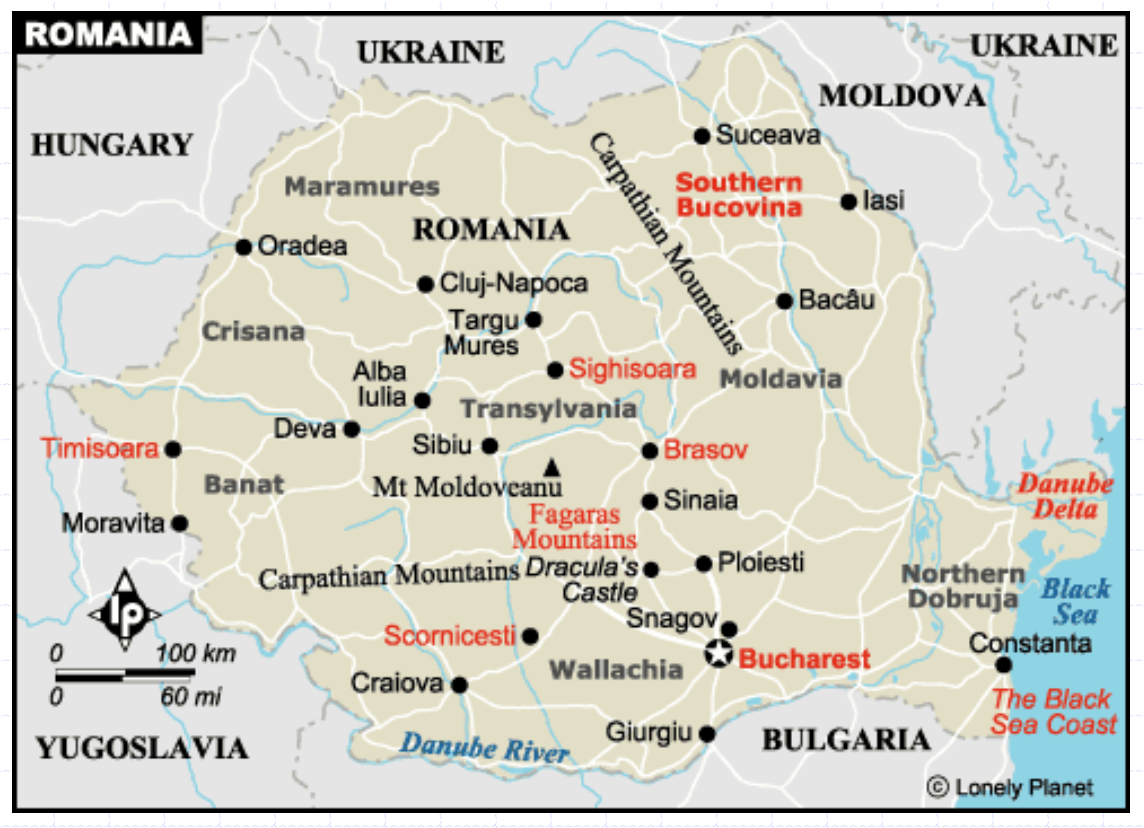 ROMANIA
UKRAINE
UKRAINE
MOLDOVA
HUNGARY
Suceava
Carpathian Mountains
Southern
Bucovina
Maramures
Iasi
ROMANIA
Oradea
Cluj-Napoca
Bacâu
Targu
Mures
Crisana
Sighisoara
Moldavia
Alba
Iulia
Transylvania
Deva
Sibiu
Timisoara
Brasov
Banat
Mt Moldoveanu
Danube
Delta
Sinaia
Fagaras
Mountains
Moravita
Carpathian Mountains
Dracula's
Castle
Ploiesti
Northern
Dobruja
Black
Sea
lp
Snagov
Scornicesti
Constanta
0 100 km
0 60 mi
Wallachia
Bucharest
Craiova
The Black
Sea Coast
Giurgiu
YUGOSLAVIA
Danube River
BULGARIA
© Lonely Planet